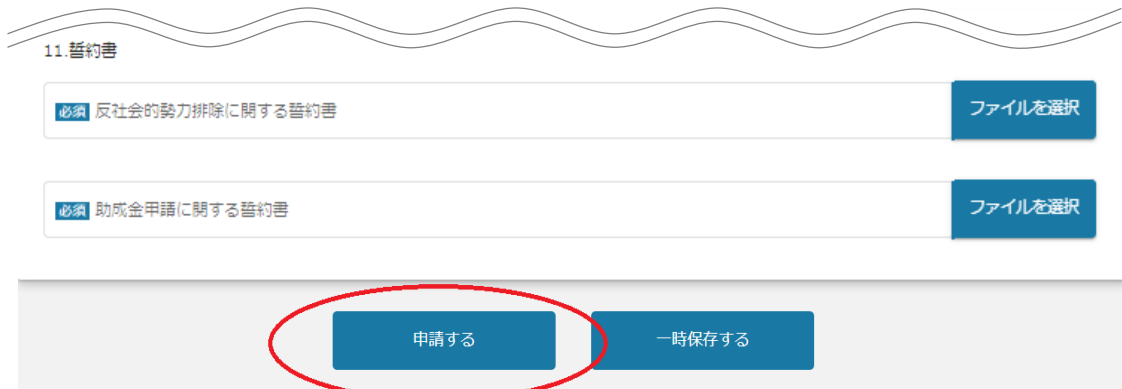 11.誓約書
必須 反社会的勢力排除に関する誓約書 ファイルを選択
必須 助成金申請に関する誓約書 ファイルを選択
申請する 一時保存する